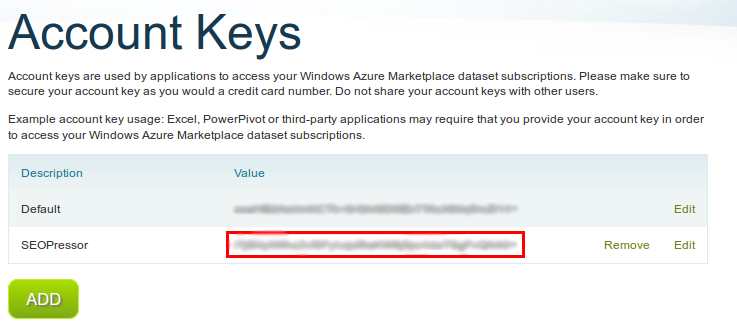 Account Keys
Account keys are used by applications to access your Windows Azure Marketplace dataset subscriptions. Please make sure to
secure your account key as you would a credit card number. Do not share your account keys with other users.
Example account key usage: Excel, PowerPivot or third-party applications may require that you provide your account key in order
to access your Windows Azure Marketplace dataset subscriptions.
Description Value
Default Edit
SEOPressor Remove Edit
ADD